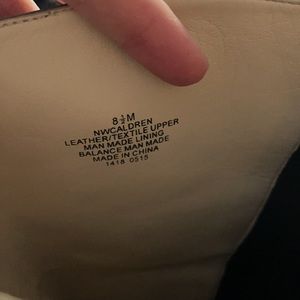 8½M
NWCALDREN
LEATHER/TEXTILE UPPER
MAN MADE LINING
BALANCE MAN MADE
MADE IN CHINA
1418 0515